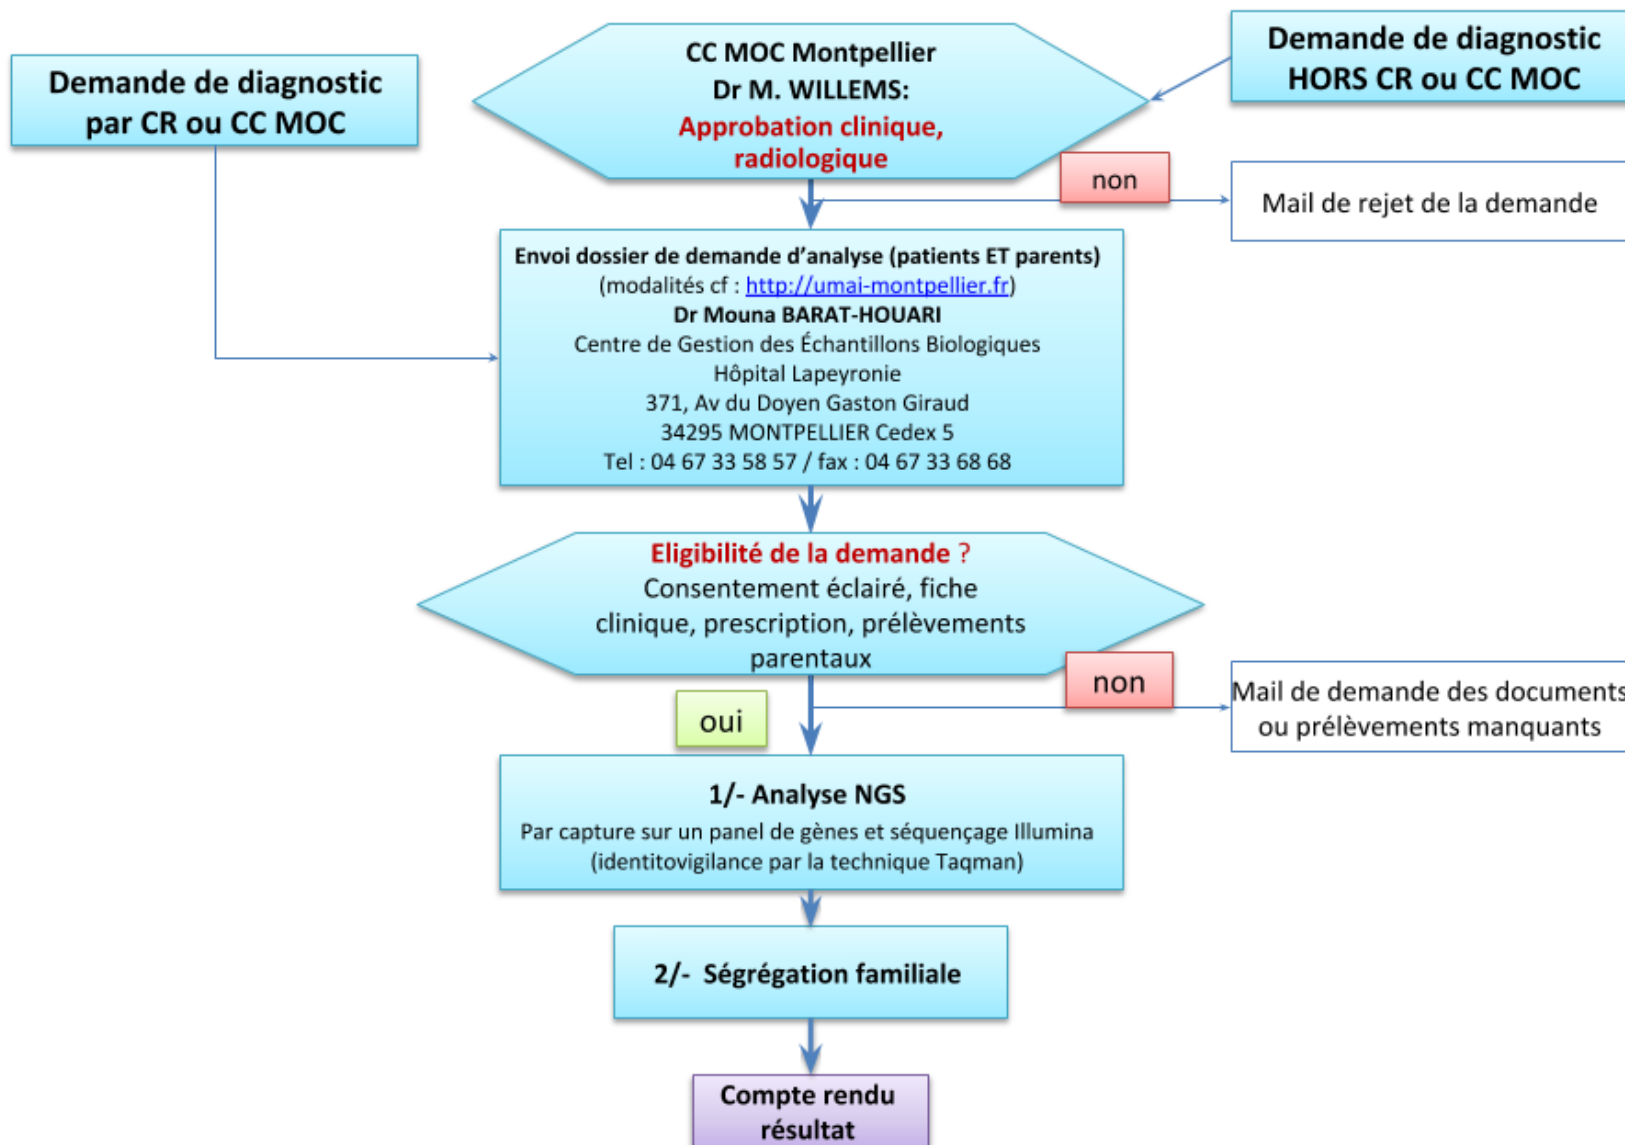 Demande de diagnostic
par CR ou CC MOC
CC MOC Montpellier
Dr M. WILLEMS:
Approbation clinique,
radiologique
Demande de diagnostic
HORS CR ou CC MOC
non
Mail de rejet de la demande
Envoi dossier de demande d'analyse (patients ET parents)
(modalités cf : http://umai-montpellier.fr)
Dr Mouna BARAT-HOUARI
Centre de Gestion des Échantillons Biologiques
Hôpital Lapeyronie
371, Av du Doyen Gaston Giraud
34295 MONTPELLIER Cedex 5
Tel : 04 67 33 58 57 / fax : 04 67 33 68 68
Eligibilité de la demande ?
Consentement éclairé, fiche
clinique, prescription, prélèvements
parentaux
non
oui
Mail de demande des documents
ou prélèvements manquants
1/- Analyse NGS
Par capture sur un panel de gènes et séquençage Illumina
(identitovigilance par la technique Taqman)
2/- Ségrégation familiale
Compte rendu
résultat